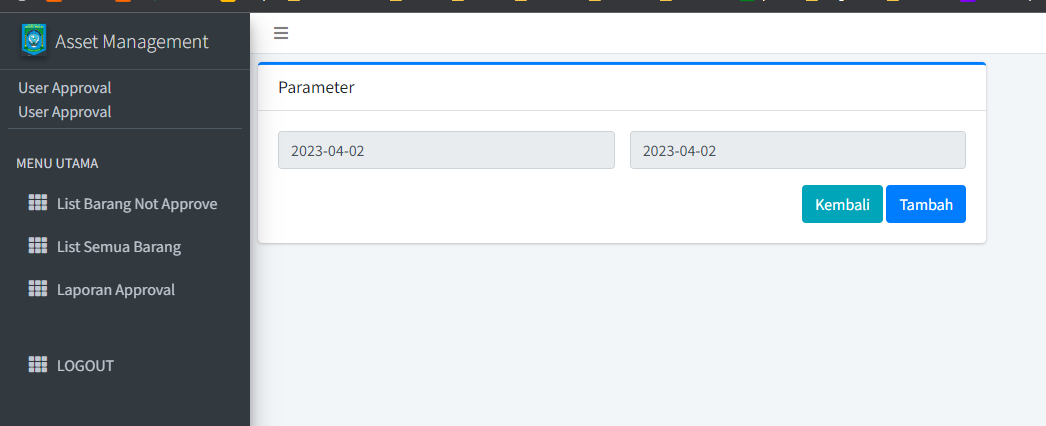 Asset Management
User Approval
User Approval
MENU UTAMA
List Barang Not Approve
List Semua Barang
Laporan Approval
LOGOUT
Parameter
2023-04-02
2023-04-02
Kembali Tambah